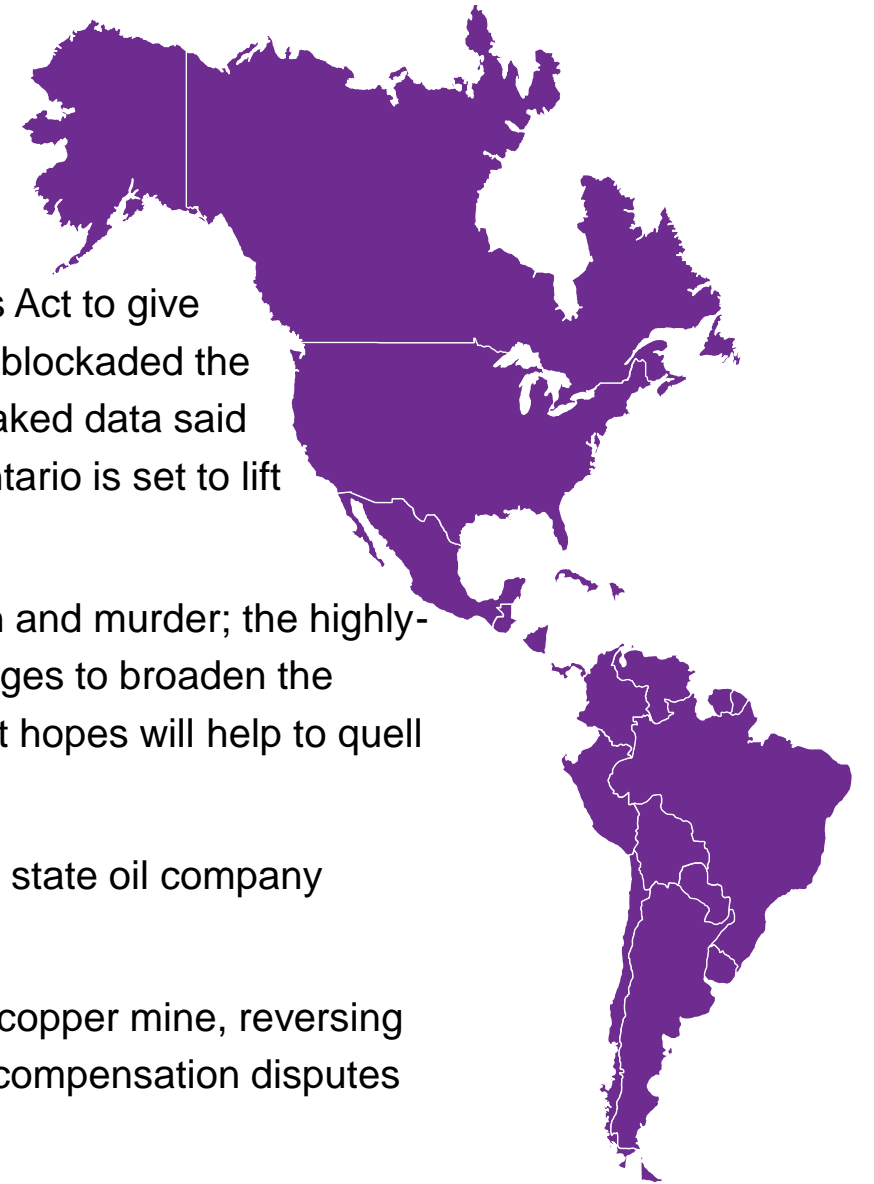 s Act to give
blockaded the
aked data said
ntario is set to lift
n and murder; the highly-
ges to broaden the
t hopes will help to quell
state oil company
copper mine, reversing
compensation disputes